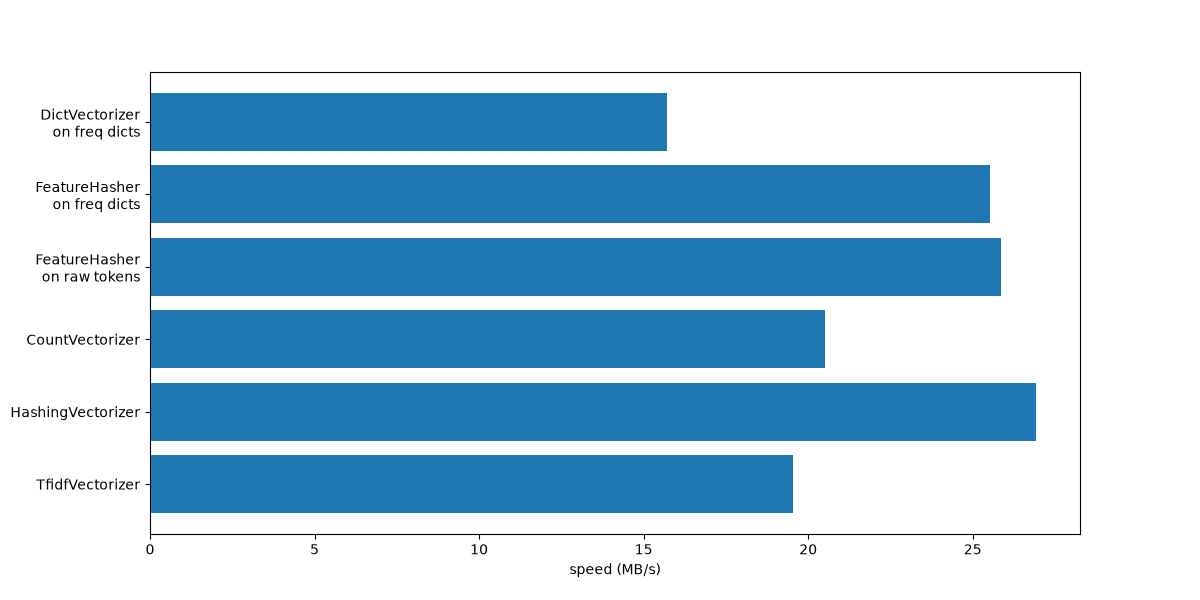 DictVectorizer
on freq dicts
FeatureHasher
on freq dicts
FeatureHasher
on raw tokens
CountVectorizer
HashingVectorizer
TfidfVectorizer
0 5 10 15 20 25
speed (MB/s)